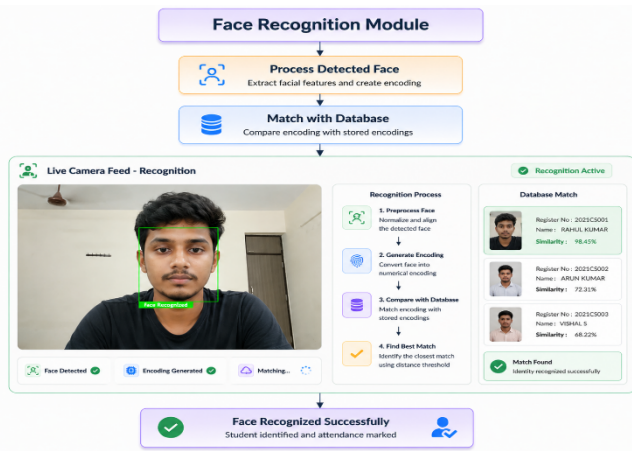 Face Recognition Module
Process Detected Face
Extract facial features and create encoding
Match with Database
Compare encoding with stored encodings
Live Camera Feed - Recognition
Recognition Active
Face Recognized
Face Detected
Encoding Generated
Matching...
Recognition Process
1. Preprocess Face
Normalize and align
the detected face
2. Generate Encoding
Convert face into
numerical encoding
3. Compare with Database
Match encoding with
stored encodings
4. Find Best Match
Identify the closest match
using distance threshold
Database Match
Register No : 2021CS001
Name : RAHUL KUMAR
Similarity : 98.45%
Register No : 2021CS002
Name : ARUN KUMAR
Similarity : 72.31%
Register No : 2021CS003
Name : VISHAL S
Similarity : 68.22%
Match Found
Identity recognized successfully
Face Recognized Successfully
Student identified and attendance marked